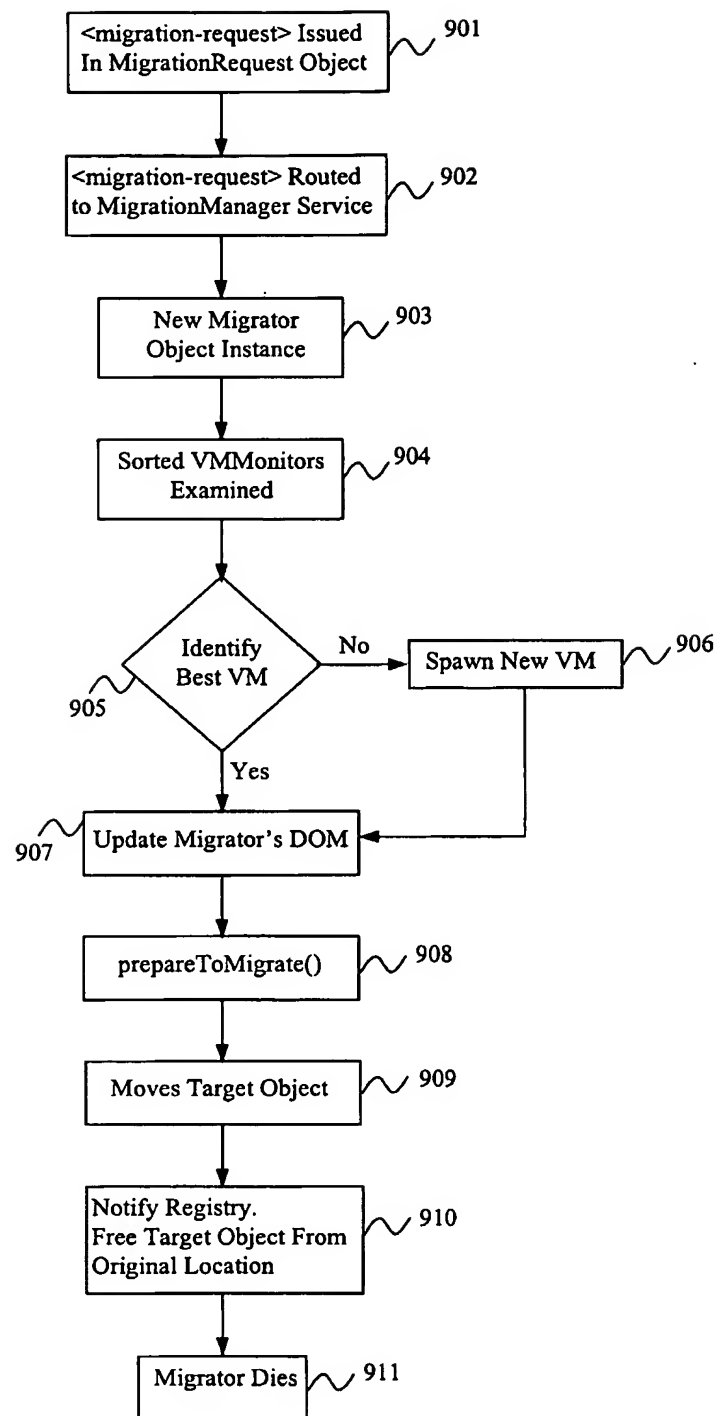 <migration-request> Issued
In MigrationRequest Object
901
<migration-request> Routed
to MigrationManager Service
902
New Migrator
Object Instance
903
Sorted VMMonitors
Examined
904
Identify
Best VM
905
No
Spawn New VM
906
Yes
Update Migrator's DOM
907
prepareToMigrate()
908
Moves Target Object
909
Notify Registry.
Free Target Object From
Original Location
910
Migrator Dies
911